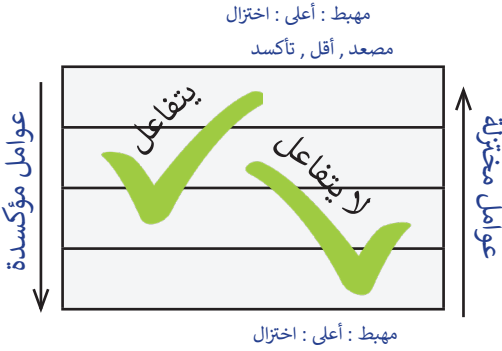 مهبط : أعلى : اختزال
مصعد , أقل , تأكسد
عوامل مختزلة
يتفاعل
لا يتفاعل
عوامل مؤكسدة
مهبط : أعلى : اختزال